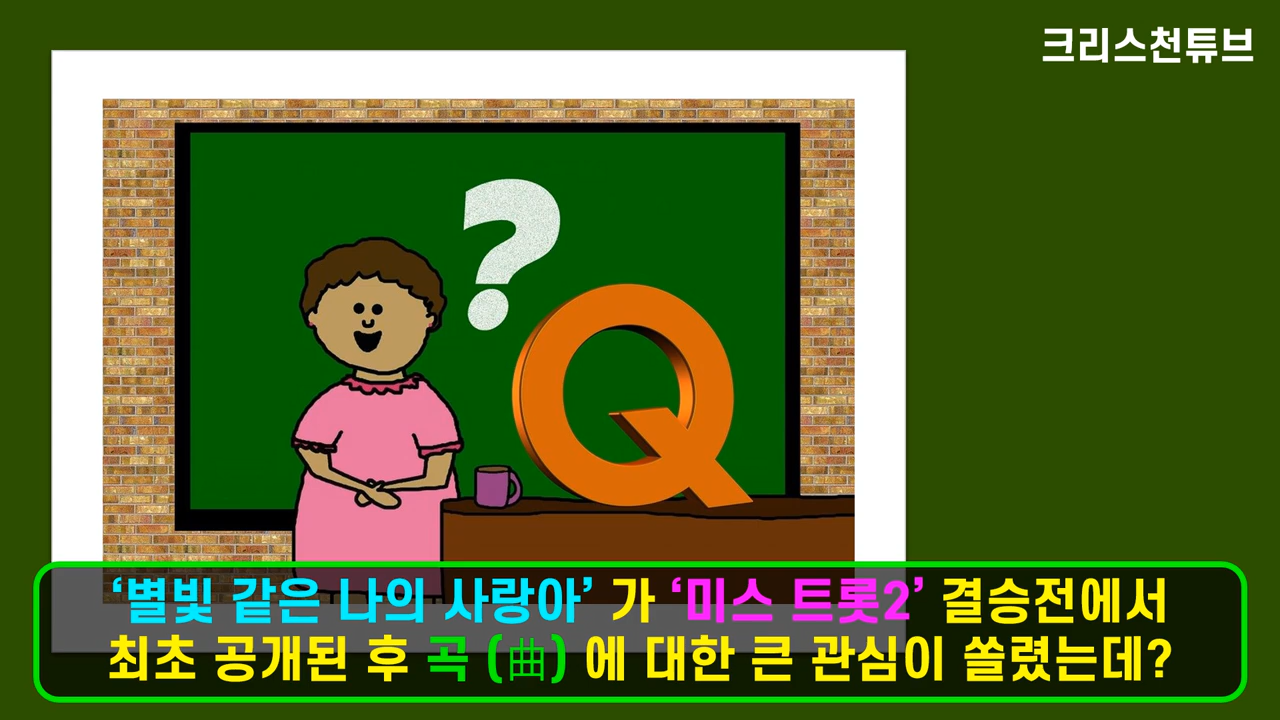 크리스천튜브
?
Q
‘별빛 같은 나의 사랑아’ 가 ‘미스 트롯2’ 결승전에서
최초 공개된 후 곡 (曲) 에 대한 큰 관심이 쏠렸는데?